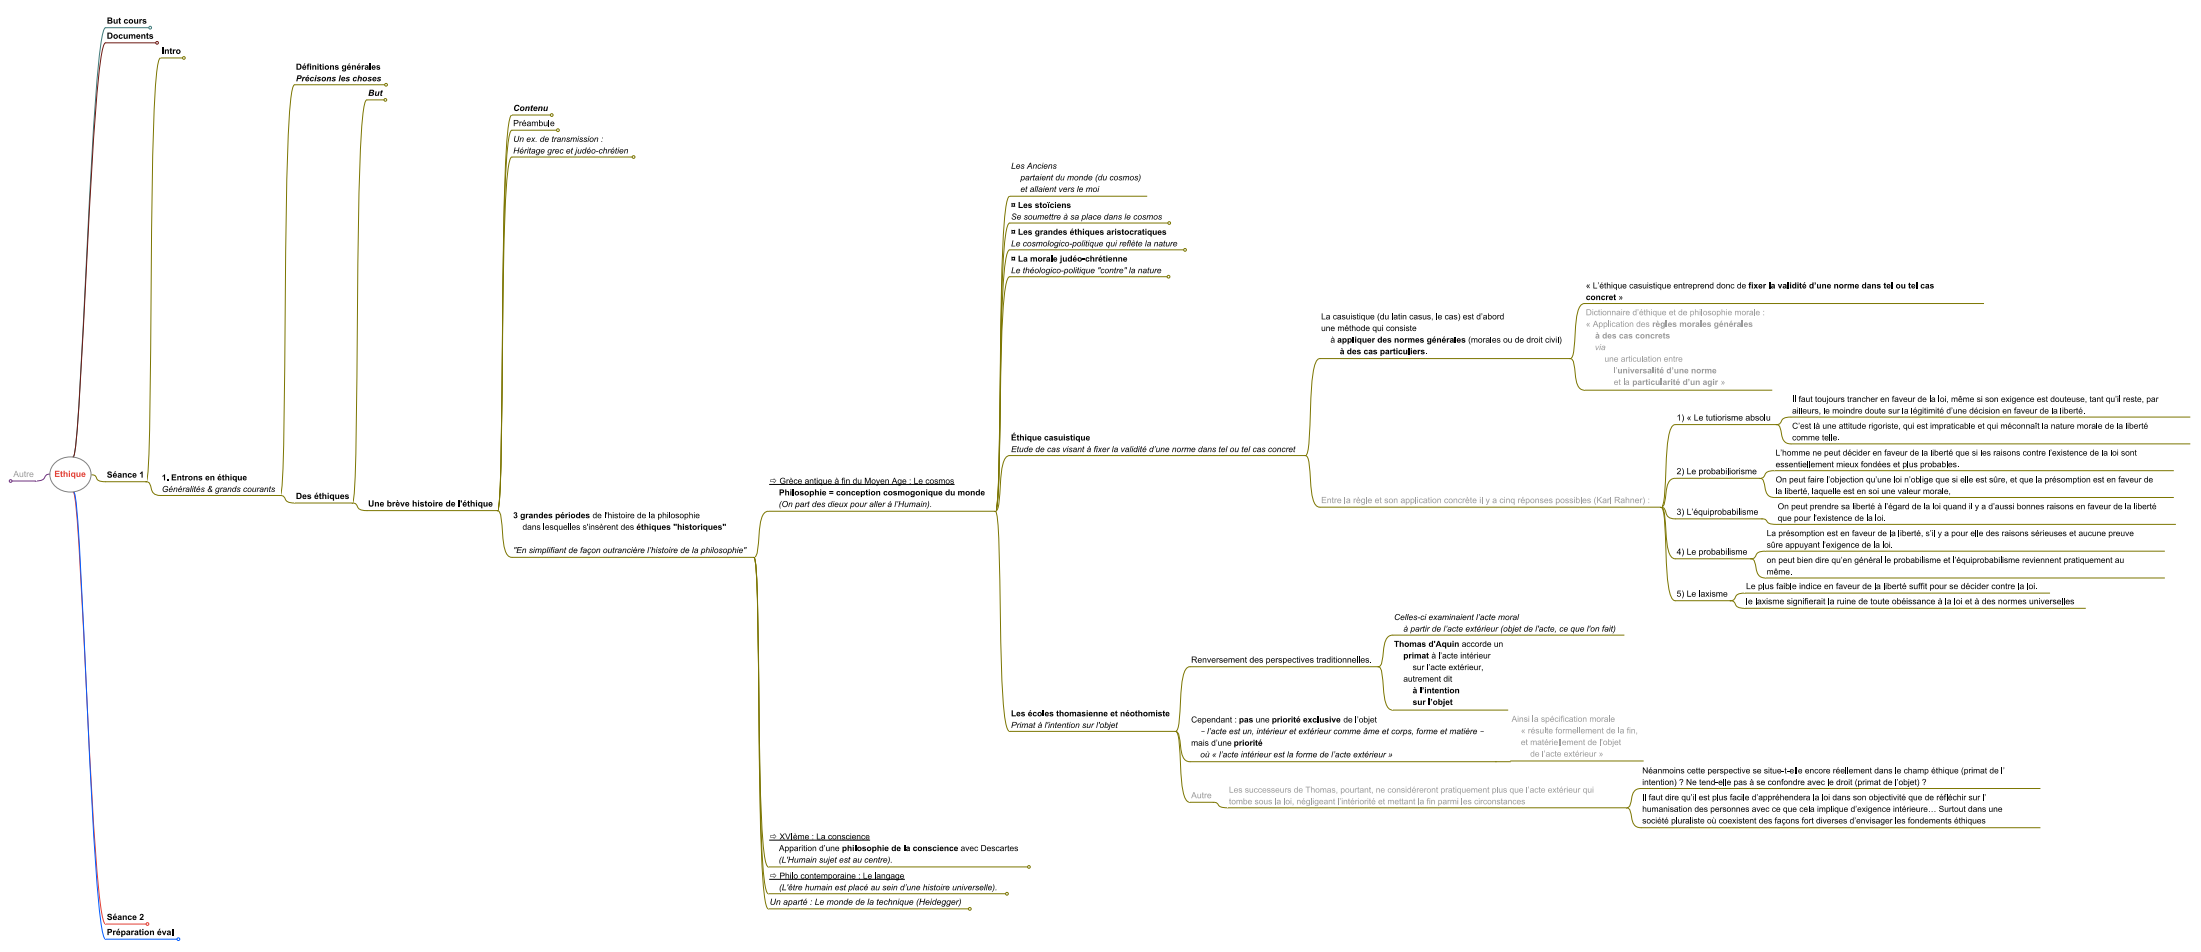 But cours
Documents
Intro
Définitions générales
Précisons les choses
But
Contenu
Préambule
Un ex. de transmission :
Héritage grec et judéo-chrétien
Les Anciens
partaient du monde (du cosmos)
et allaient vers le moi
¤ Les stoïciens
Se soumettre à sa place dans le cosmos
¤ Les grandes éthiques aristocratiques
Le cosmologico-politique qui reflète la nature
¤ La morale judéo-chrétienne
Le théologico-politique "contre" la nature
« L'éthique casuistique entreprend donc de fixer la validité d'une norme dans tel ou tel cas
concret »
Dictionnaire d'éthique et de philosophie morale :
« Application des règles morales générales
à des cas concrets
via
une articulation entre
l'universalité d'une norme
et la particularité d'un agir »
La casuistique (du latin casus, le cas) est d'abord
une méthode qui consiste
à appliquer des normes générales (morales ou de droit civil)
à des cas particuliers.
Éthique casuistique
Etude de cas visant à fixer la validité d'une norme dans tel ou tel cas concret
Entre la régle et son application concrète il y a cinq réponses possibles (Karl Rahner) :
1) « Le tutiorisme absolu
Il faut toujours trancher en faveur de la loi, même si son exigence est douteuse, tant qu'il reste, par
ailleurs, le moindre doute sur la légitimité d'une décision en faveur de la liberté.
C'est là une attitude rigoriste, qui est impraticable et qui méconnaît la nature morale de la liberté
comme telle.
2) Le probabiliorisme
L'homme ne peut décider en faveur de la liberté que si les raisons contre l'existence de la loi sont
essentiellement mieux fondées et plus probables.
On peut faire l'objection qu'une loi n'oblige que si elle est sûre, et que la présomption est en faveur de
la liberté, laquelle est en soi une valeur morale,
3) L'équiprobabilisme
On peut prendre sa liberté à l'égard de la loi quand il y a d'aussi bonnes raisons en faveur de la liberté
que pour l'existence de la loi.
4) Le probabilisme
La présomption est en faveur de la liberté, s'il y a pour elle des raisons sérieuses et aucune preuve
sûre appuyant l'exigence de la loi.
on peut bien dire qu'en général le probabilisme et l'équiprobabilisme reviennent pratiquement au
même.
5) Le laxisme
Le plus faible indice en faveur de la liberté suffit pour se décider contre la loi.
le laxisme signifierait la ruine de toute obéissance à la loi et à des normes universelles
Autre
Ethique
Séance 1
1. Entrons en éthique
Généralités & grands courants
Des éthiques
Une brève histoire de l'éthique
3 grandes périodes de l'histoire de la philosophie
dans lesquelles s'insèrent des éthiques "historiques"
"En simplifiant de façon outrancière l'histoire de la philosophie"
⇨ Grèce antique à fin du Moyen Age : Le cosmos
Philosophie = conception cosmogonique du monde
(On part des dieux pour aller à l'Humain).
Les écoles thomasienne et néothomiste
Primat à l'intention sur l'objet
Renversement des perspectives traditionnelles.
Celles-ci examinaient l'acte moral
à partir de l'acte extérieur (objet de l'acte, ce que l'on fait)
Thomas d'Aquin accorde un
primat à l'acte intérieur
sur l'acte extérieur,
autrement dit
à l'intention
sur l'objet
Cependant : pas une priorité exclusive de l'objet
– l'acte est un, intérieur et extérieur comme âme et corps, forme et matière –
mais d'une priorité
où « l'acte intérieur est la forme de l'acte extérieur »
Ainsi la spécification morale
« résulte formellement de la fin,
et matériellement de l'objet
de l'acte extérieur »
Autre
Les successeurs de Thomas, pourtant, ne considéreront pratiquement plus que l'acte extérieur qui
tombe sous la loi, négligeant l'intériorité et mettant la fin parmi les circonstances
Néanmoins cette perspective se situe-t-elle encore réellement dans le champ éthique (primat de l'
intention) ? Ne tend-elle pas à se confondre avec le droit (primat de l'objet) ?
Il faut dire qu'il est plus facile d'appréhendera la loi dans son objectivité que de réfléchir sur l'
humanisation des personnes avec ce que cela implique d'exigence intérieure… Surtout dans une
société pluraliste où coexistent des façons fort diverses d'envisager les fondements éthiques
⇨ XVIème : La conscience
Apparition d'une philosophie de la conscience avec Descartes
(L'Humain sujet est au centre).
⇨ Philo contemporaine : Le langage
(L'être humain est placé au sein d'une histoire universelle).
Un aparté : Le monde de la technique (Heidegger)
Séance 2
Préparation éval